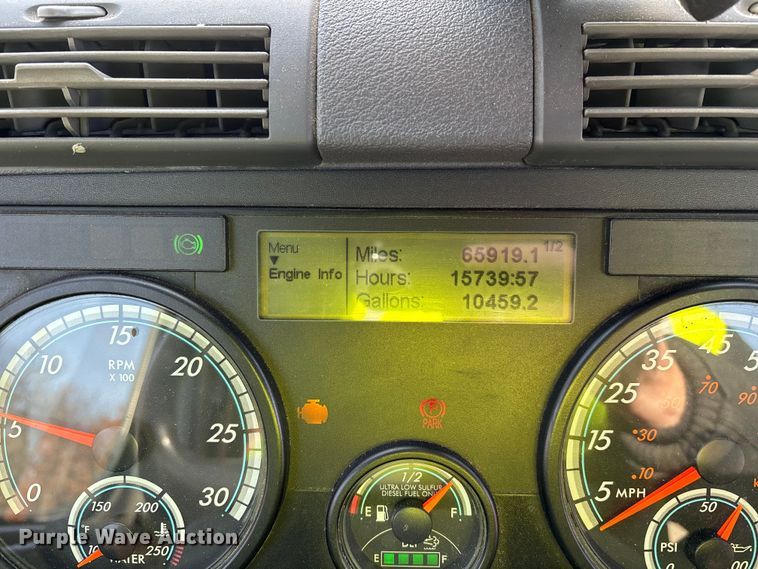 Menu
Engine Info
Miles: 65919.1 1/2
Hours: 15739:57
Gallons: 10459.2
0
5
10
15
20
25
30
RPM
X 100
150
200
250
°F
WATER
PARK
1/2
ULTRA LOW SULFUR
DIESEL FUEL ONLY
E
F
DEF
E
F
5 MPH
15
25
35
45
10
30
70
90
PSI
50
Purple Wave Auction